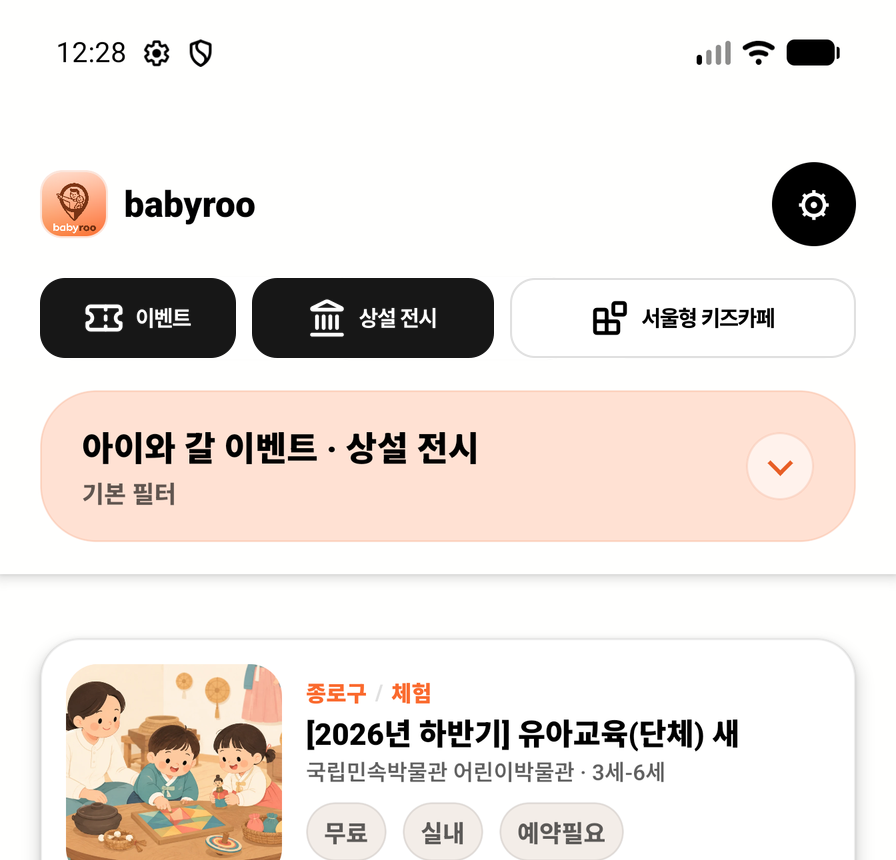 12:28
babyroo
babyroo
이벤트
상설 전시
서울형 키즈카페
아이와 갈 이벤트 · 상설 전시
기본 필터
종로구 / 체험
[2026년 하반기] 유아교육(단체) 새
국립민속박물관 어린이박물관 · 3세-6세
무료
실내
예약필요